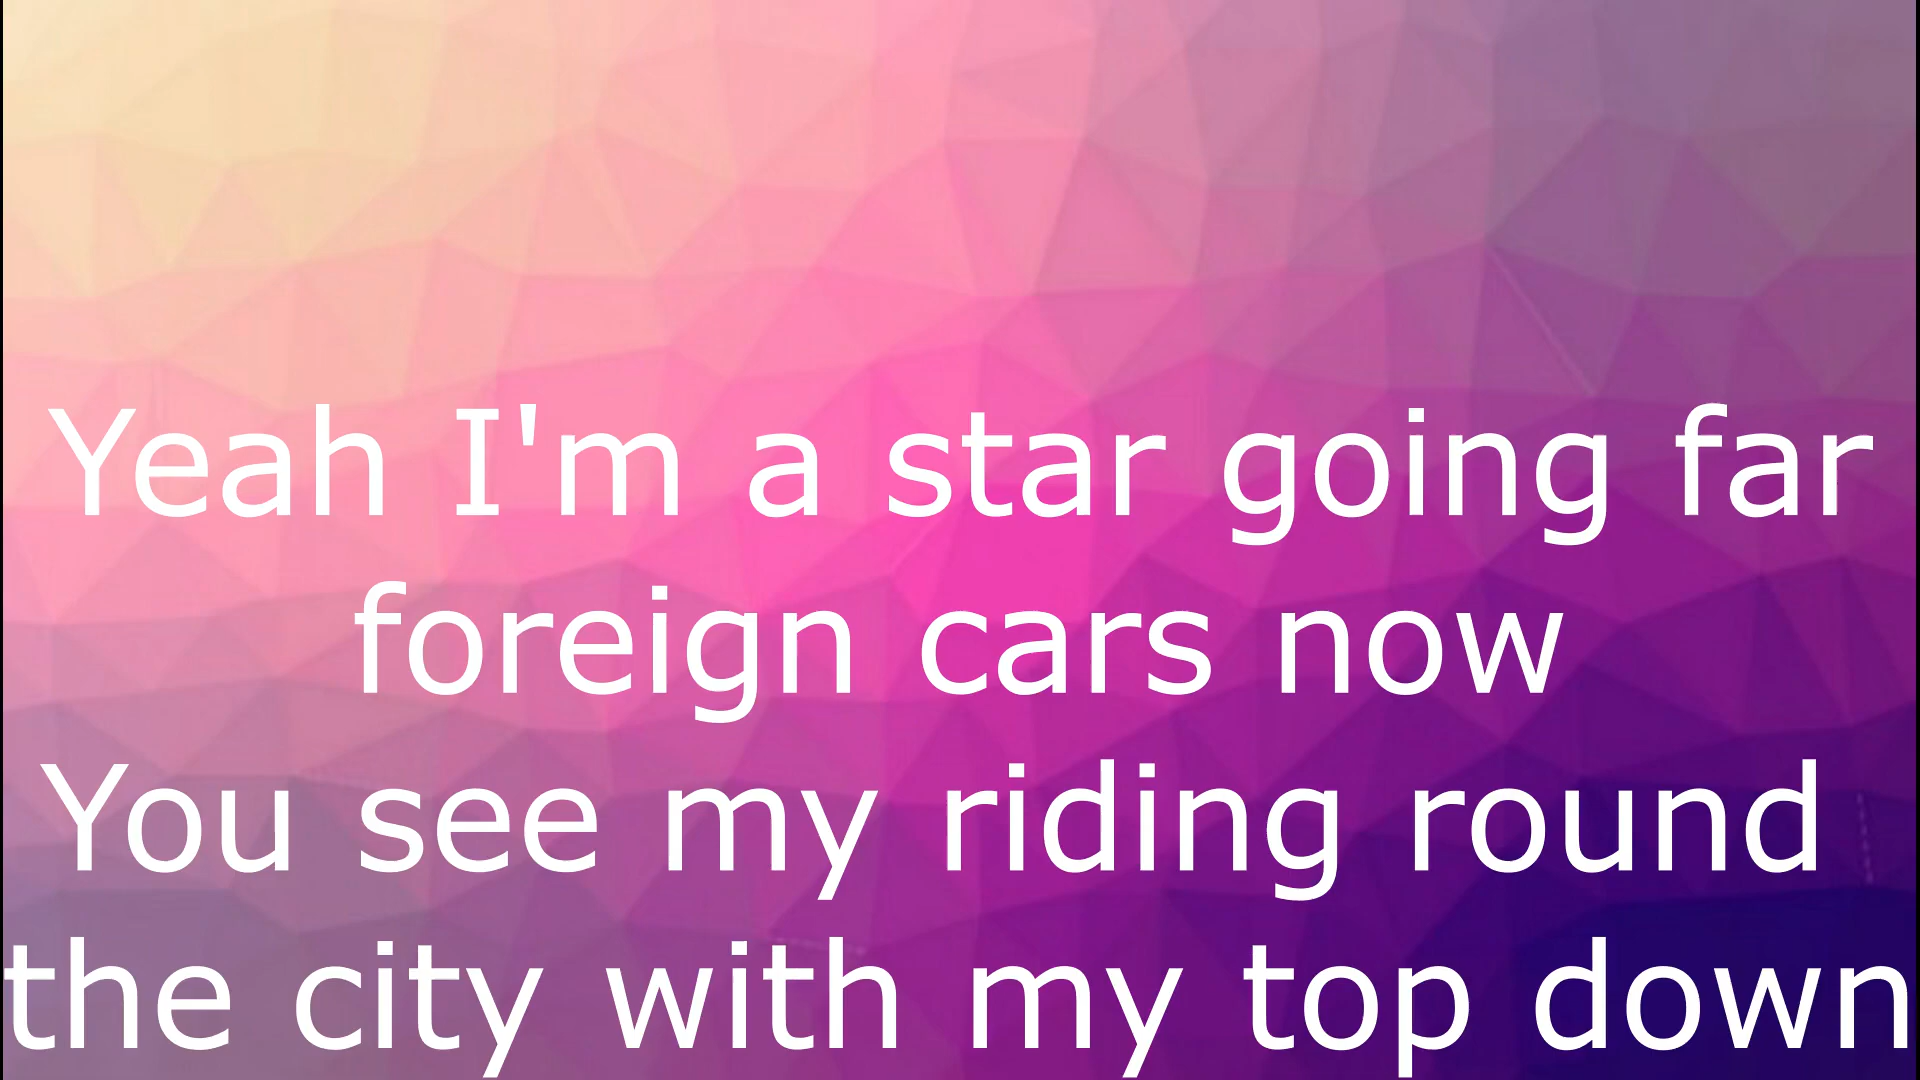 Yeah I'm a star going far
foreign cars now
You see my riding round
the city with my top down